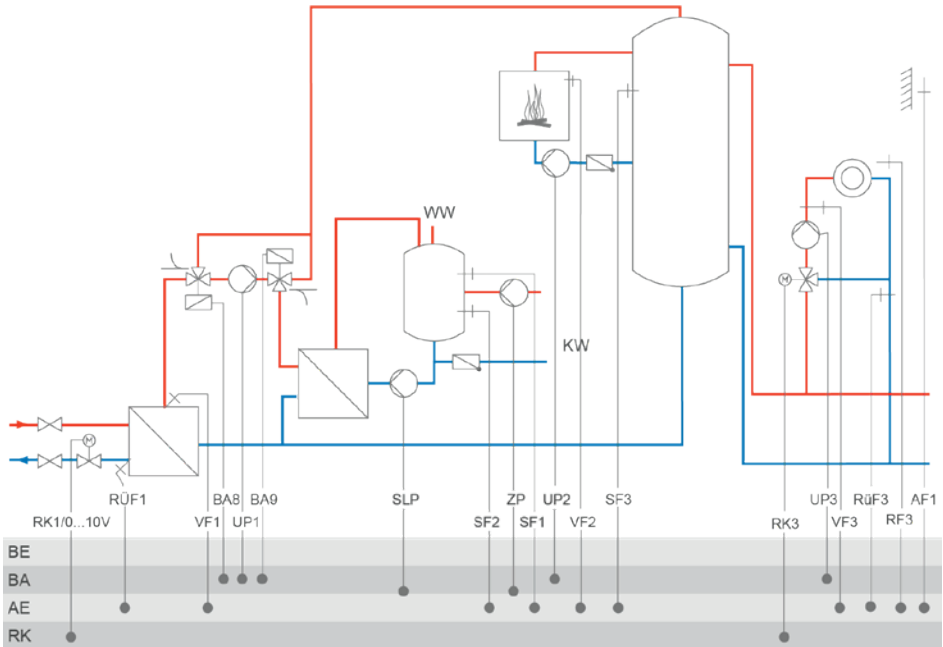 WW
KW
M
M
RÜF1
BA8
BA9
SLP
ZP
UP2
SF3
UP3
RüF3
AF1
RK1/0...10V
VF1
UP1
SF2
SF1
VF2
RK3
VF3
RF3
BE
BA
AE
RK